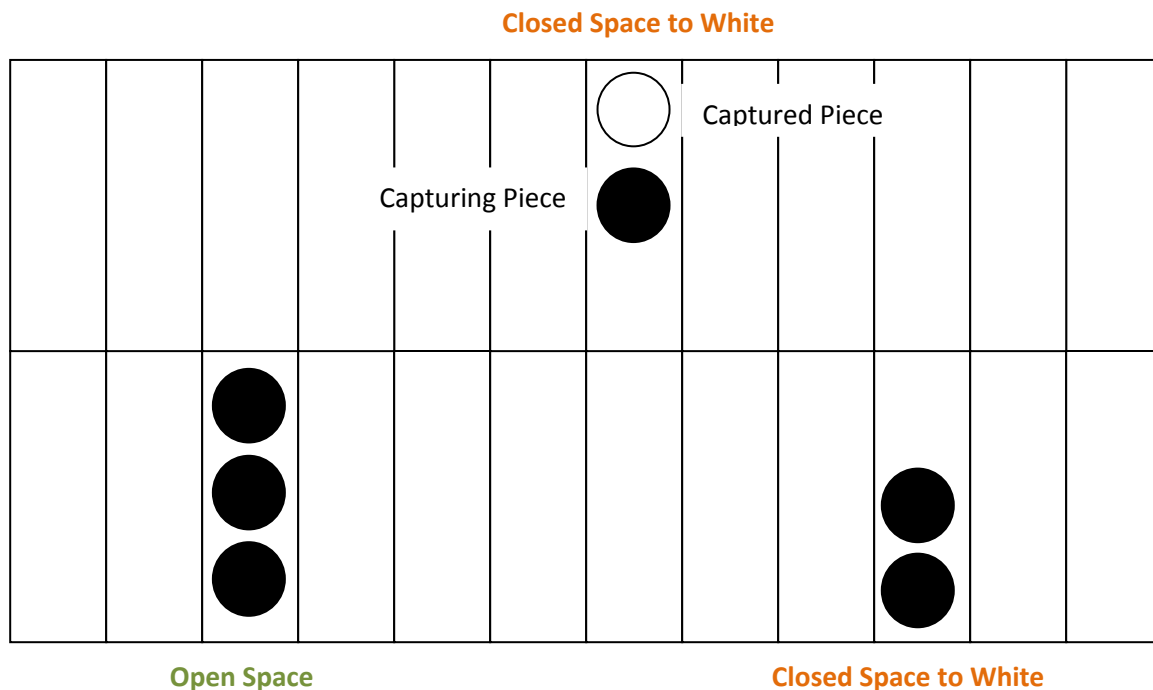 Closed Space to White
Captured Piece
Capturing Piece
Open Space
Closed Space to White